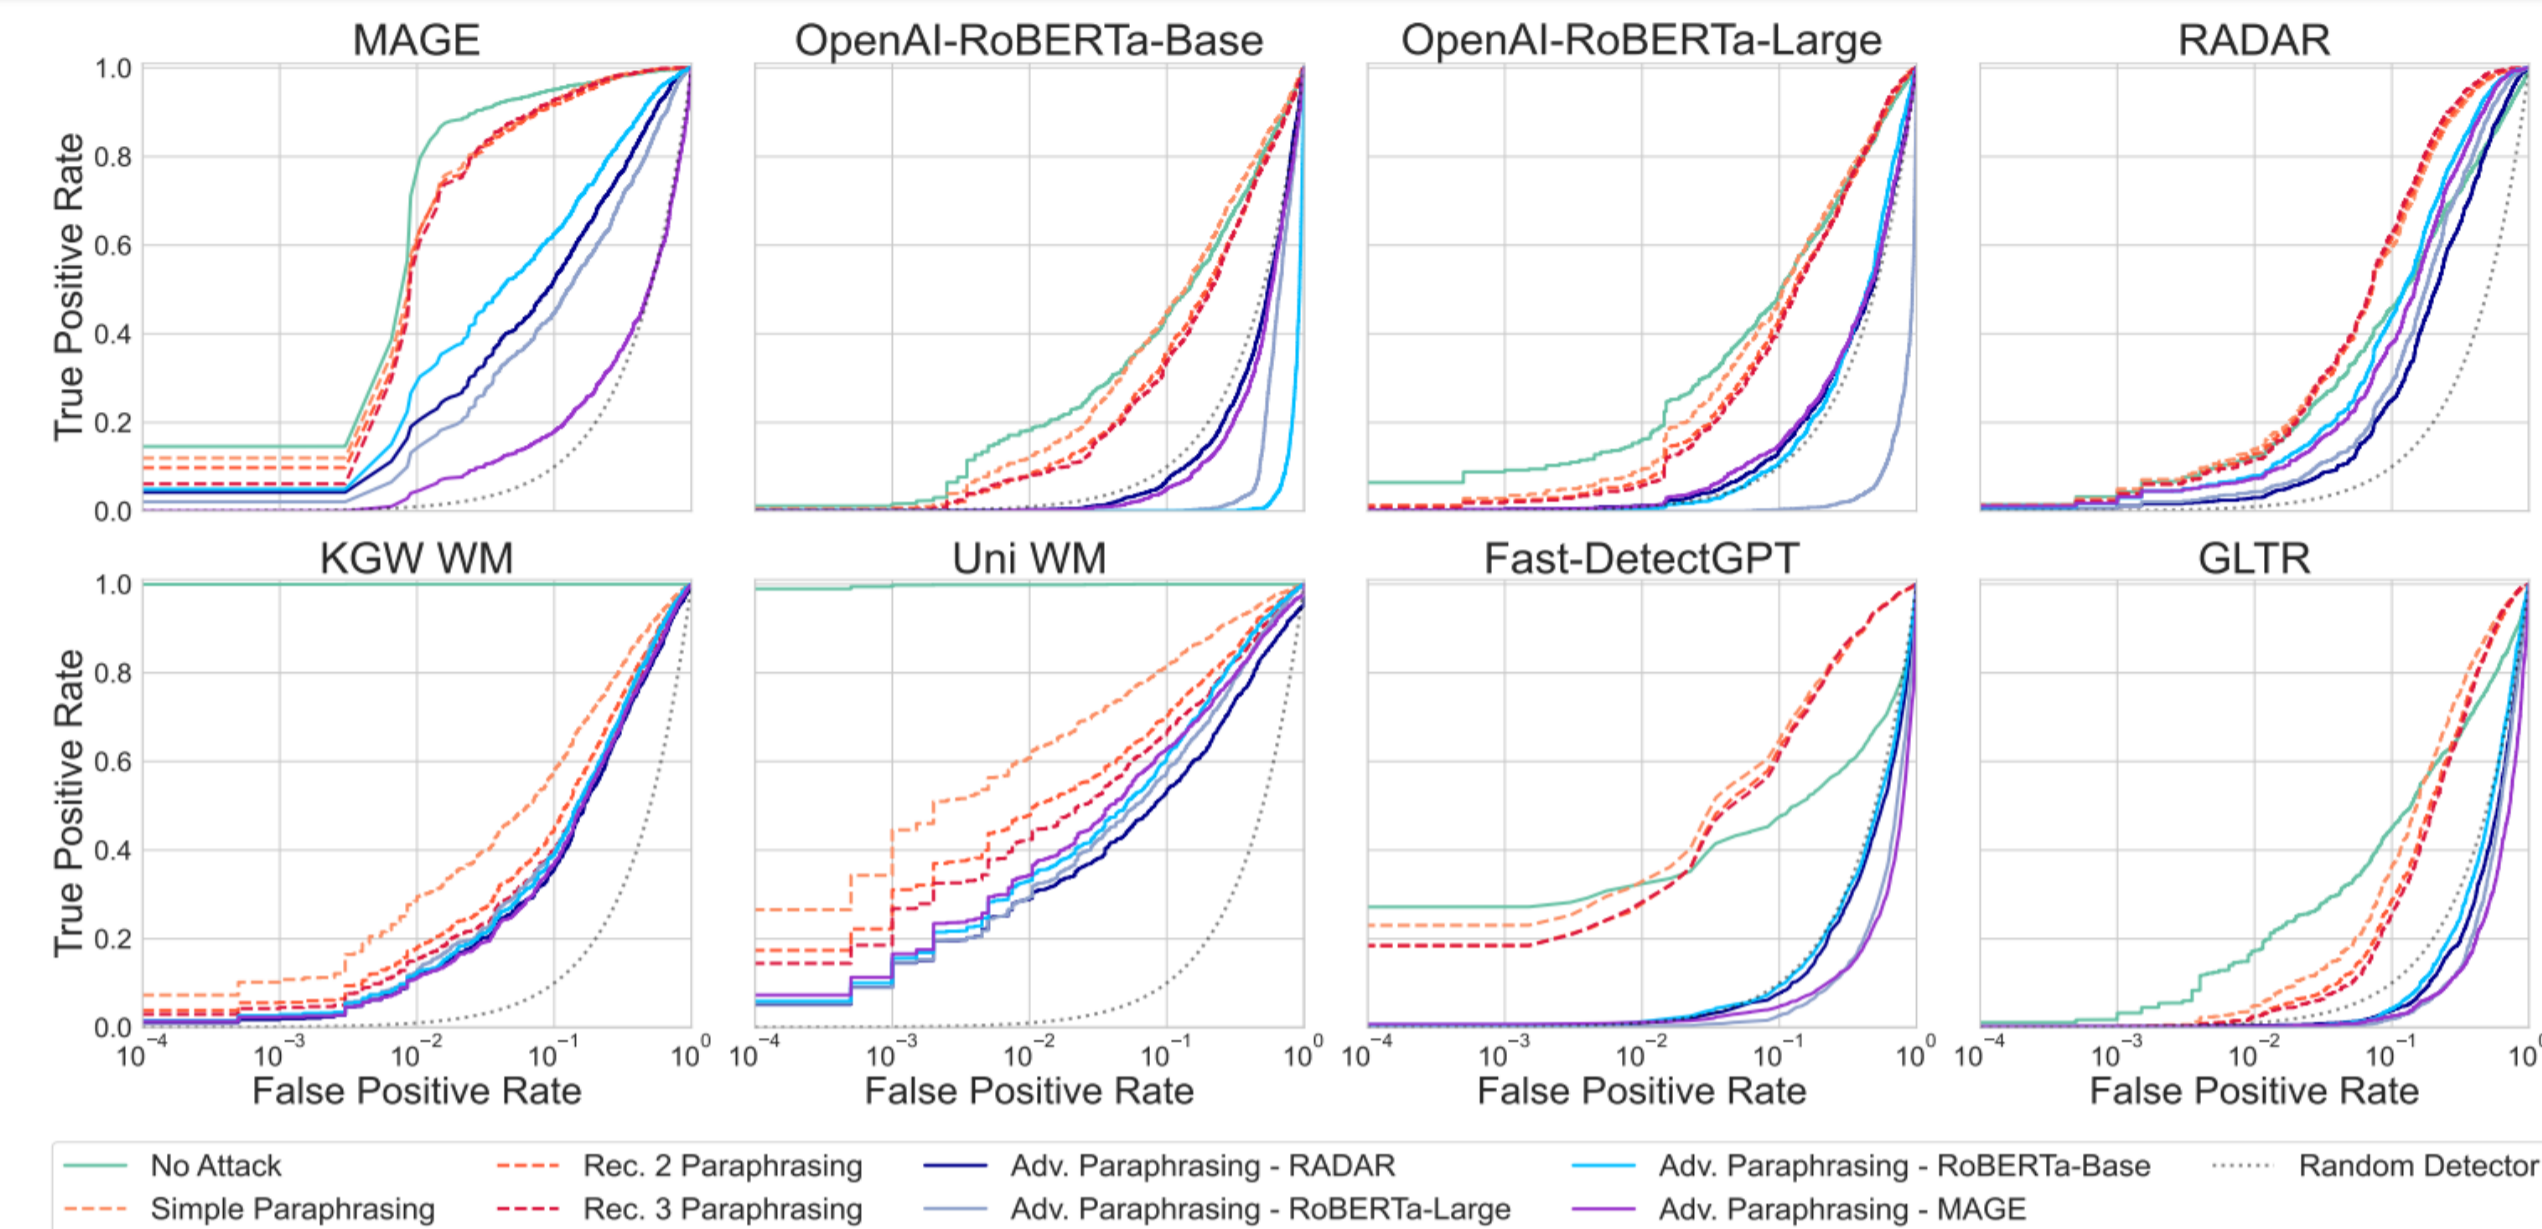 MAGE
OpenAI-RoBERTa-Base
OpenAI-RoBERTa-Large
RADAR
True Positive Rate
1.0
0.8
0.6
0.4
0.2
0.0
KGW WM
Uni WM
Fast-DetectGPT
GLTR
True Positive Rate
1.0
0.8
0.6
0.4
0.2
0.0
10⁻⁴ 10⁻³ 10⁻² 10⁻¹ 10⁰
10⁻⁴ 10⁻³ 10⁻² 10⁻¹ 10⁰
10⁻⁴ 10⁻³ 10⁻² 10⁻¹ 10⁰
10⁻⁴ 10⁻³ 10⁻² 10⁻¹ 10⁰
False Positive Rate
False Positive Rate
False Positive Rate
False Positive Rate
No Attack
Simple Paraphrasing
Rec. 2 Paraphrasing
Rec. 3 Paraphrasing
Adv. Paraphrasing - RADAR
Adv. Paraphrasing - RoBERTa-Large
Adv. Paraphrasing - RoBERTa-Base
Adv. Paraphrasing - MAGE
Random Detector